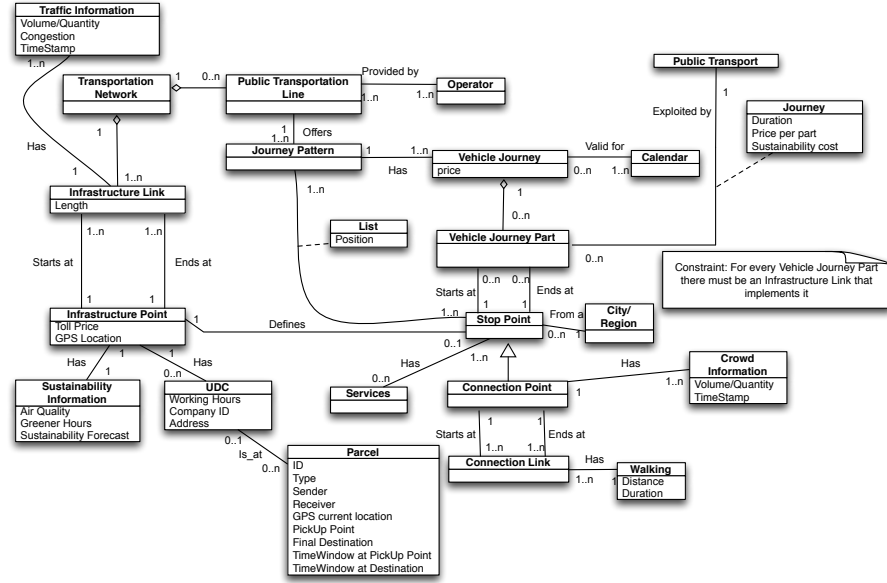 Traffic Information
Volume/Quantity
Congestion
TimeStamp
1..n
Has
1
Transportation
Network
1
0..n
Public Transportation
Line
Provided by
1..n
1..n
Operator
Public Transport
1
Exploited by
0..n
Journey
Duration
Price per part
Sustainability cost
1
1..n
1
1..n
Offers
Journey Pattern
1
1..n
Has
Vehicle Journey
price
Valid for
0..n
1..n
Calendar
Infrastructure Link
Length
1..n
1..n
Starts at
Ends at
1
1
1..n
List
Position
1..n
1
0..n
Vehicle Journey Part
0..n
0..n
Starts at
Ends at
1
1
Constraint: For every Vehicle Journey Part
there must be an Infrastructure Link that
implements it
Infrastructure Point
Toll Price
GPS Location
1
Defines
Stop Point
From a
0..n
1
City/
Region
Has
1
1
1
Has
0..n
0..1
Has
0..n
1..n
Services
Sustainability
Information
Air Quality
Greener Hours
Sustainability Forecast
UDC
Working Hours
Company ID
Address
0..1
Is_at
0..n
Parcel
ID
Type
Sender
Receiver
GPS current location
PickUp Point
Final Destination
TimeWindow at PickUp Point
TimeWindow at Destination
Connection Point
1
Has
1..n
Crowd
Information
Volume/Quantity
TimeStamp
1
1
Starts at
Ends at
1..n
1..n
Connection Link
Has
1..n
1
Walking
Distance
Duration